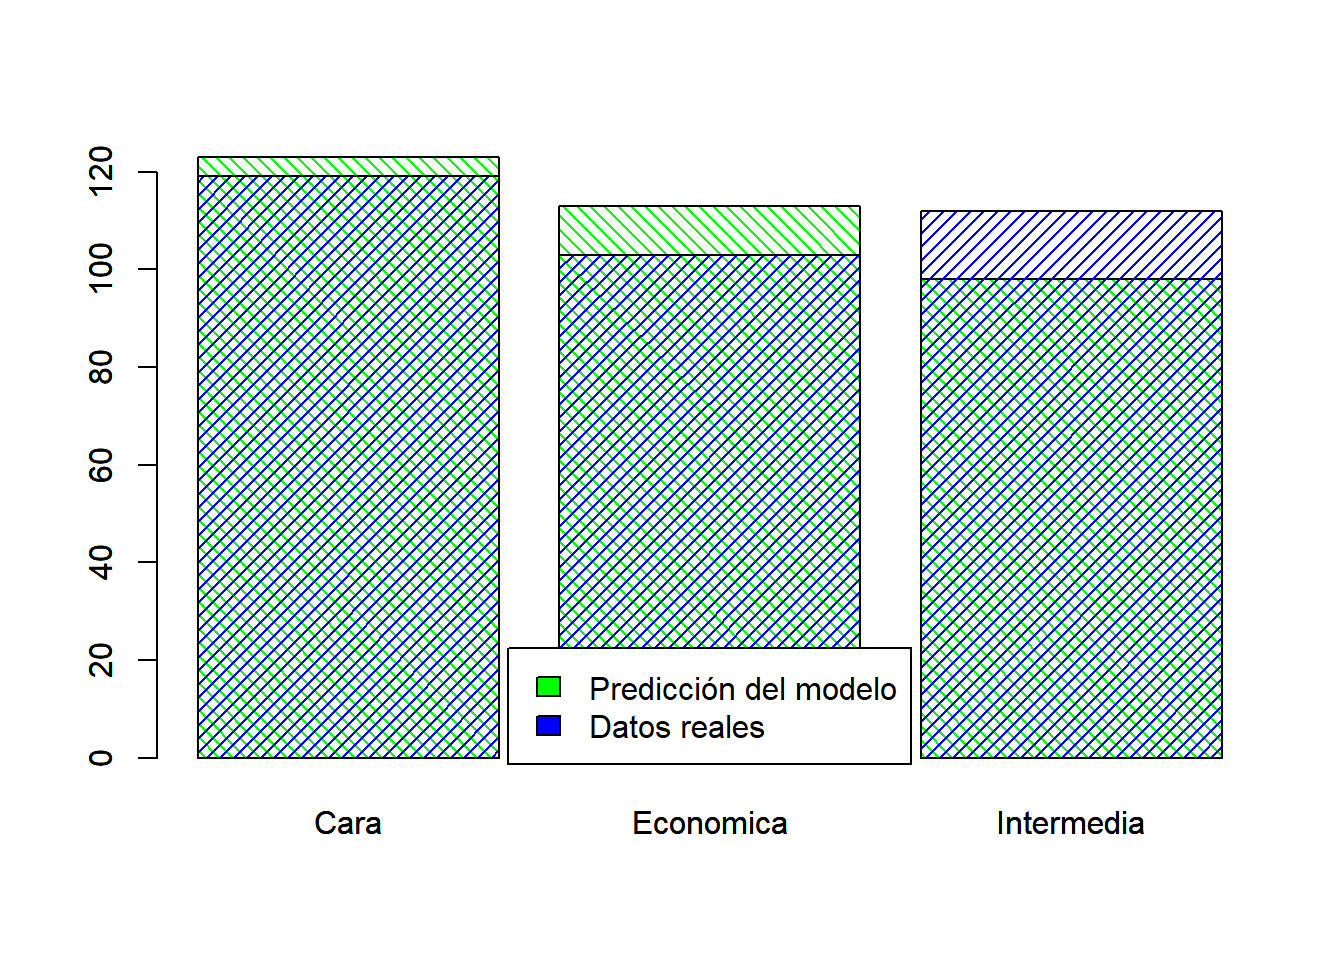 120
100
80
60
40
20
0
Predicción del modelo
Datos reales
Cara
Economica
Intermedia